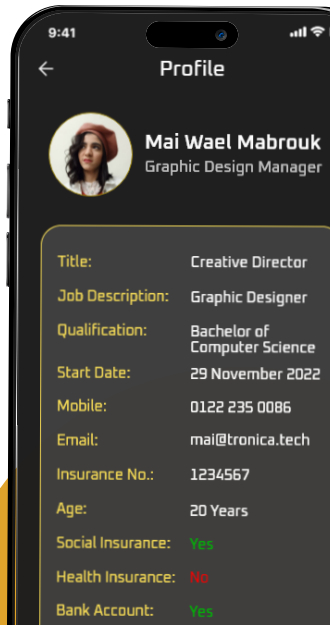 9:41
Profile
Mai Wael Mabrouk
Graphic Design Manager
Title: Creative Director
Job Description: Graphic Designer
Qualification: Bachelor of
Computer Science
Start Date: 29 November 2022
Mobile: 0122 235 0086
Email: mai@tronica.tech
Insurance No.: 1234567
Age: 20 Years
Social Insurance: Yes
Health Insurance: No
Bank Account: Yes